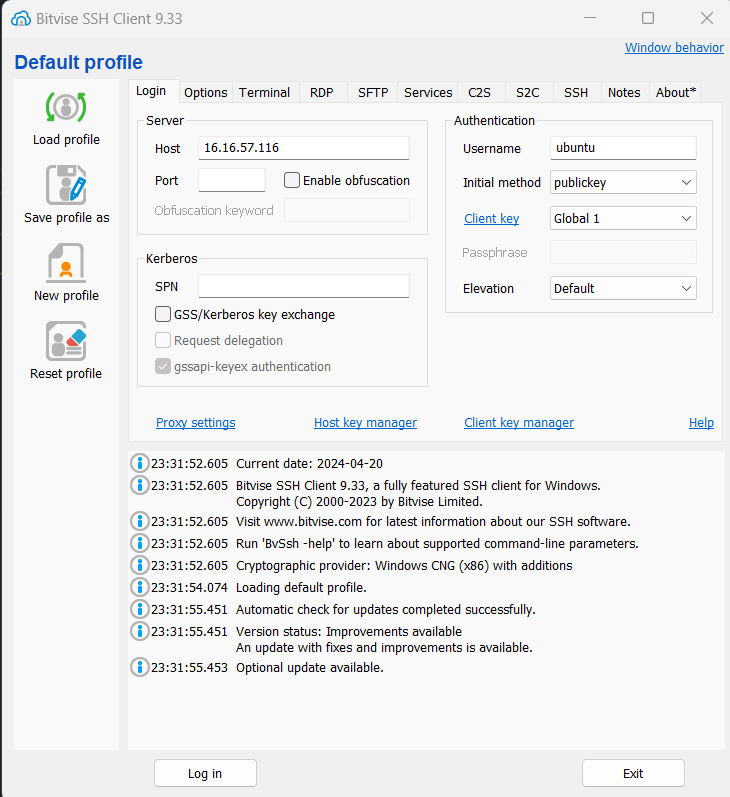 Bitvise SSH Client 9.33
Window behavior
Default profile
Load profile
Save profile as
New profile
Reset profile
Login Options Terminal RDP SFTP Services C2S S2C SSH Notes About*
Server
Host 16.16.57.116
Port Enable obfuscation
Obfuscation keyword
Kerberos
SPN
GSS/Kerberos key exchange
Request delegation
gssapi-keyex authentication
Authentication
Username ubuntu
Initial method publickey
Client key Global 1
Passphrase
Elevation Default
Proxy settings Host key manager Client key manager Help
23:31:52.605 Current date: 2024-04-20
23:31:52.605 Bitvise SSH Client 9.33, a fully featured SSH client for Windows.
Copyright (C) 2000-2023 by Bitvise Limited.
23:31:52.605 Visit www.bitvise.com for latest information about our SSH software.
23:31:52.605 Run 'BvSsh -help' to learn about supported command-line parameters.
23:31:52.605 Cryptographic provider: Windows CNG (x86) with additions
23:31:54.074 Loading default profile.
23:31:55.451 Automatic check for updates completed successfully.
23:31:55.451 Version status: Improvements available
An update with fixes and improvements is available.
23:31:55.453 Optional update available.
Log in Exit